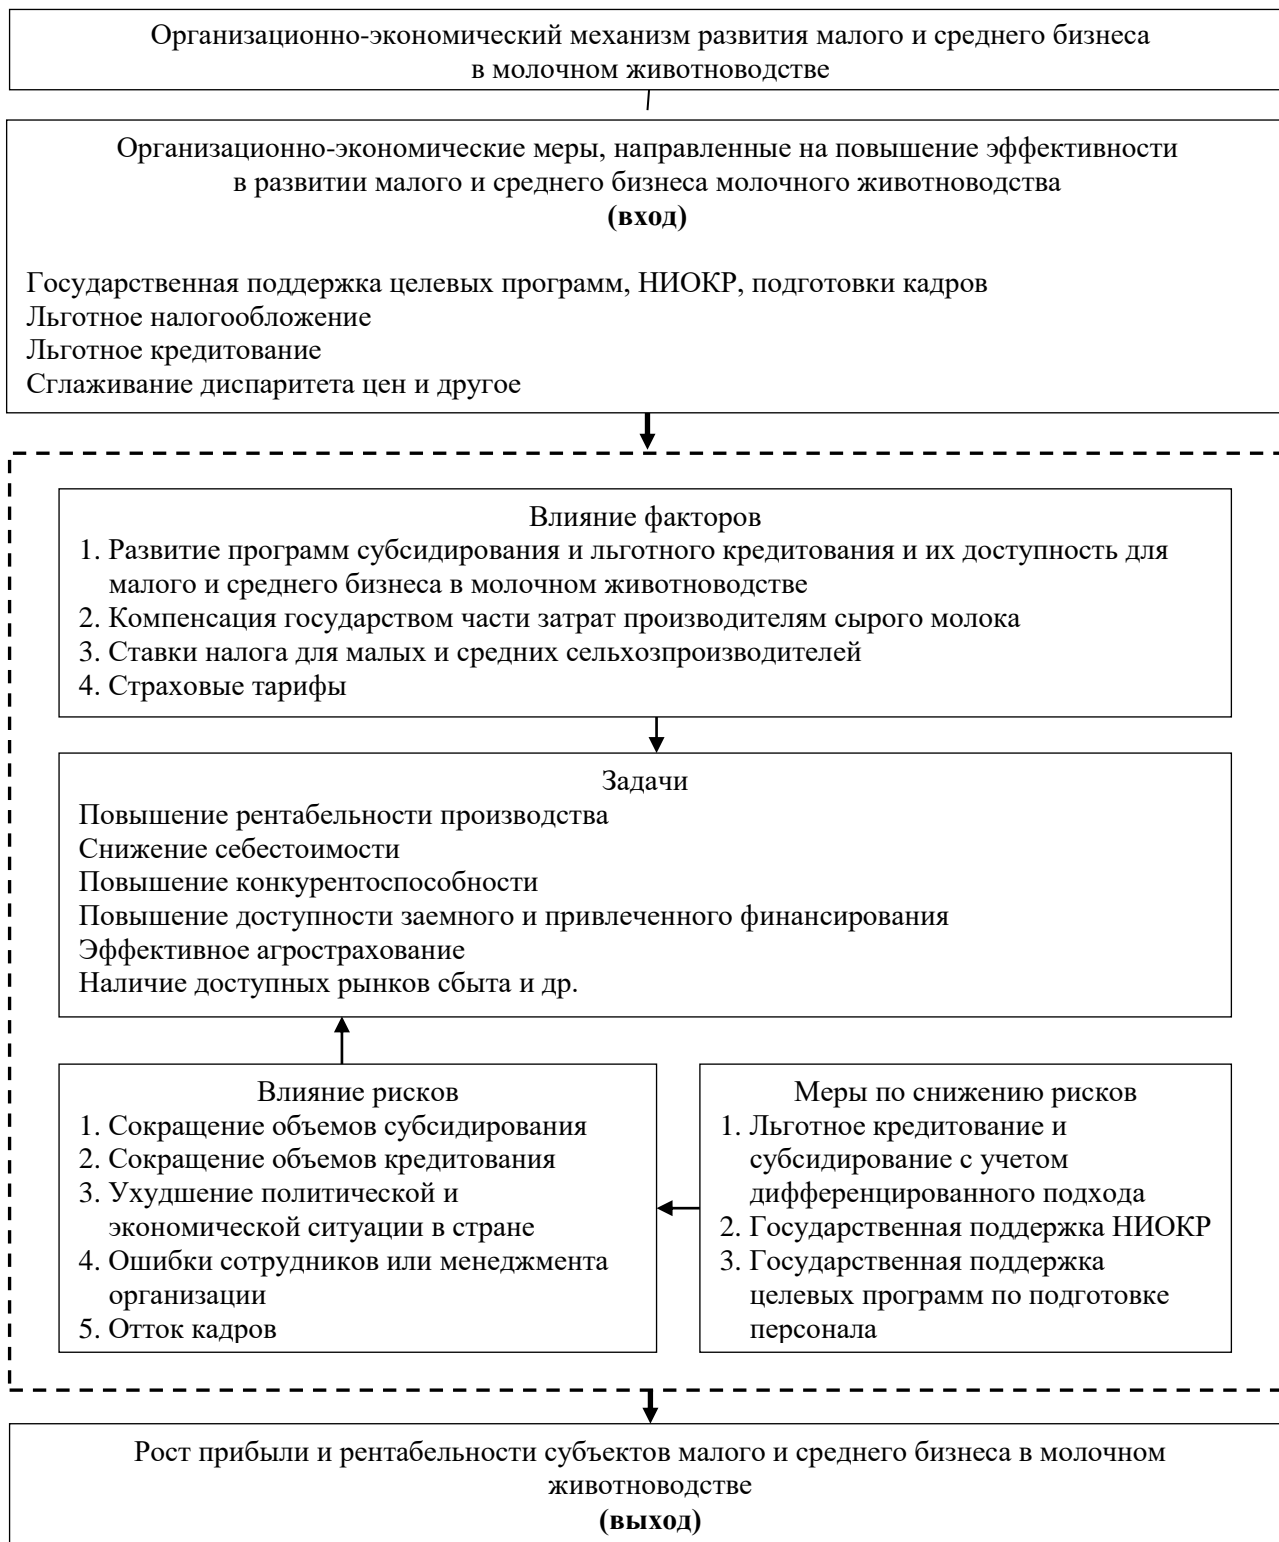 Организационно-экономический механизм развития малого и среднего бизнеса
в молочном животноводстве
Организационно-экономические меры, направленные на повышение эффективности
в развитии малого и среднего бизнеса молочного животноводства
(вход)
Государственная поддержка целевых программ, НИОКР, подготовки кадров
Льготное налогообложение
Льготное кредитование
Сглаживание диспаритета цен и другое
Влияние факторов
1. Развитие программ субсидирования и льготного кредитования и их доступность для
малого и среднего бизнеса в молочном животноводстве
2. Компенсация государством части затрат производителям сырого молока
3. Ставки налога для малых и средних сельхозпроизводителей
4. Страховые тарифы
Задачи
Повышение рентабельности производства
Снижение себестоимости
Повышение конкурентоспособности
Повышение доступности заемного и привлеченного финансирования
Эффективное агрострахование
Наличие доступных рынков сбыта и др.
Влияние рисков
1. Сокращение объемов субсидирования
2. Сокращение объемов кредитования
3. Ухудшение политической и
экономической ситуации в стране
4. Ошибки сотрудников или менеджмента
организации
5. Отток кадров
Меры по снижению рисков
1. Льготное кредитование и
субсидирование с учетом
дифференцированного подхода
2. Государственная поддержка НИОКР
3. Государственная поддержка
целевых программ по подготовке
персонала
Рост прибыли и рентабельности субъектов малого и среднего бизнеса в молочном
животноводстве
(выход)